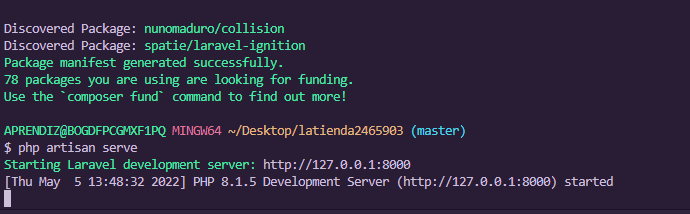 Discovered Package: nunomaduro/collision
Discovered Package: spatie/laravel-ignition
Package manifest generated successfully.
78 packages you are using are looking for funding.
Use the `composer fund` command to find out more!
APRENDIZ@BOGDFPCGMXF1PQ MINGW64 ~/Desktop/latienda2465903 (master)
$ php artisan serve
Starting Laravel development server: http://127.0.0.1:8000
[Thu May  5 13:48:32 2022] PHP 8.1.5 Development Server (http://127.0.0.1:8000) started